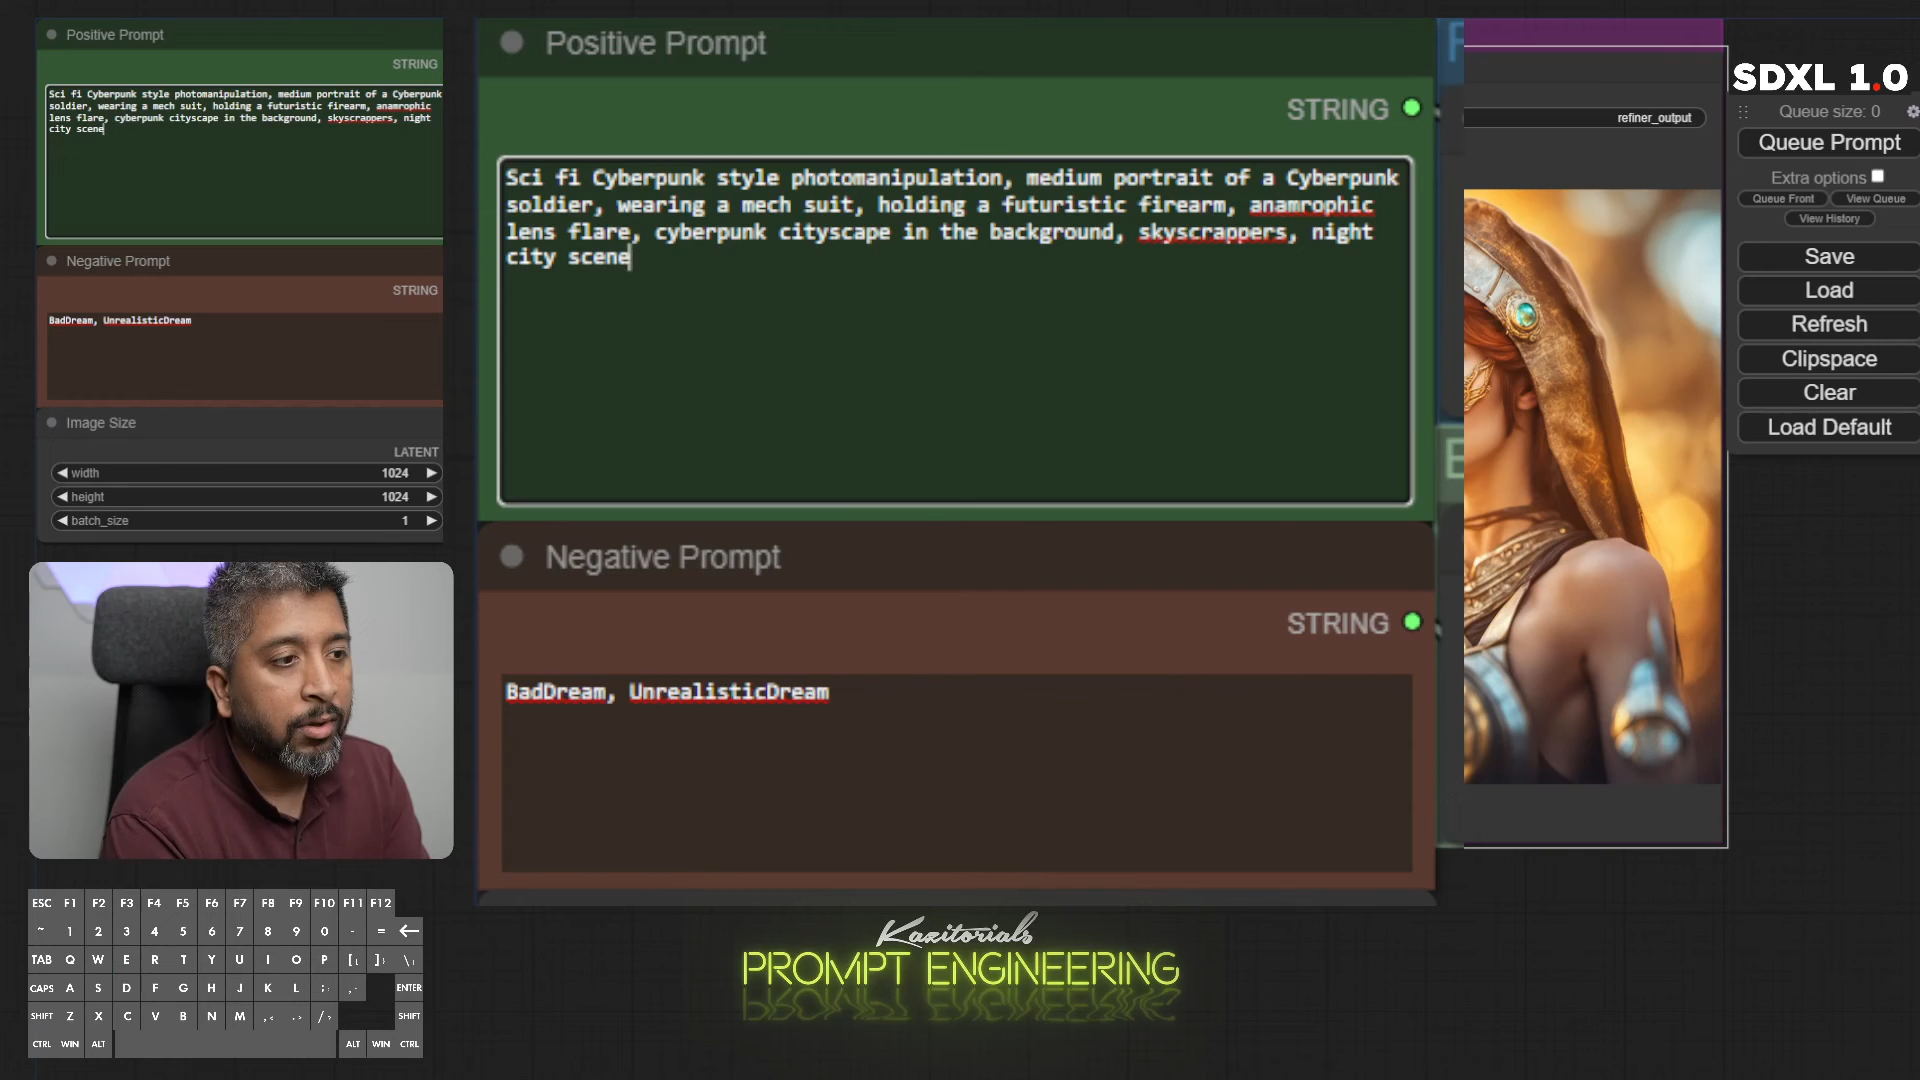 Positive Prompt
STRING
Sci fi Cyberpunk style photomanipulation, medium portrait of a Cyberpunk
soldier, wearing a mech suit, holding a futuristic firearm, anamrophic
lens flare, cyberpunk cityscape in the background, skyscrappers, night
city scene
Negative Prompt
STRING
BadDream, UnrealisticDream
Image Size
LATENT
width 1024
height 1024
batch_size 1
Positive Prompt
STRING
Sci fi Cyberpunk style photomanipulation, medium portrait of a Cyberpunk
soldier, wearing a mech suit, holding a futuristic firearm, anamrophic
lens flare, cyberpunk cityscape in the background, skyscrappers, night
city scene
Negative Prompt
STRING
BadDream, UnrealisticDream
refiner_output
SDXL 1.0
Queue size: 0
Queue Prompt
Extra options
Queue Front View Queue
View History
Save
Load
Refresh
Clipspace
Clear
Load Default
ESC F1 F2 F3 F4 F5 F6 F7 F8 F9 F10 F11 F12
~ 1 2 3 4 5 6 7 8 9 0 - =
TAB Q W E R T Y U I O P [ ] \
CAPS A S D F G H J K L ; ENTER
SHIFT Z X C V B N M / SHIFT
CTRL WIN ALT ALT WIN CTRL
Kazitorials
PROMPT ENGINEERING